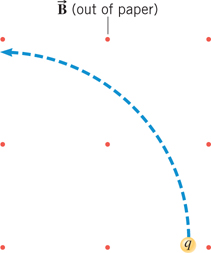 B⃗ (out of paper)
q